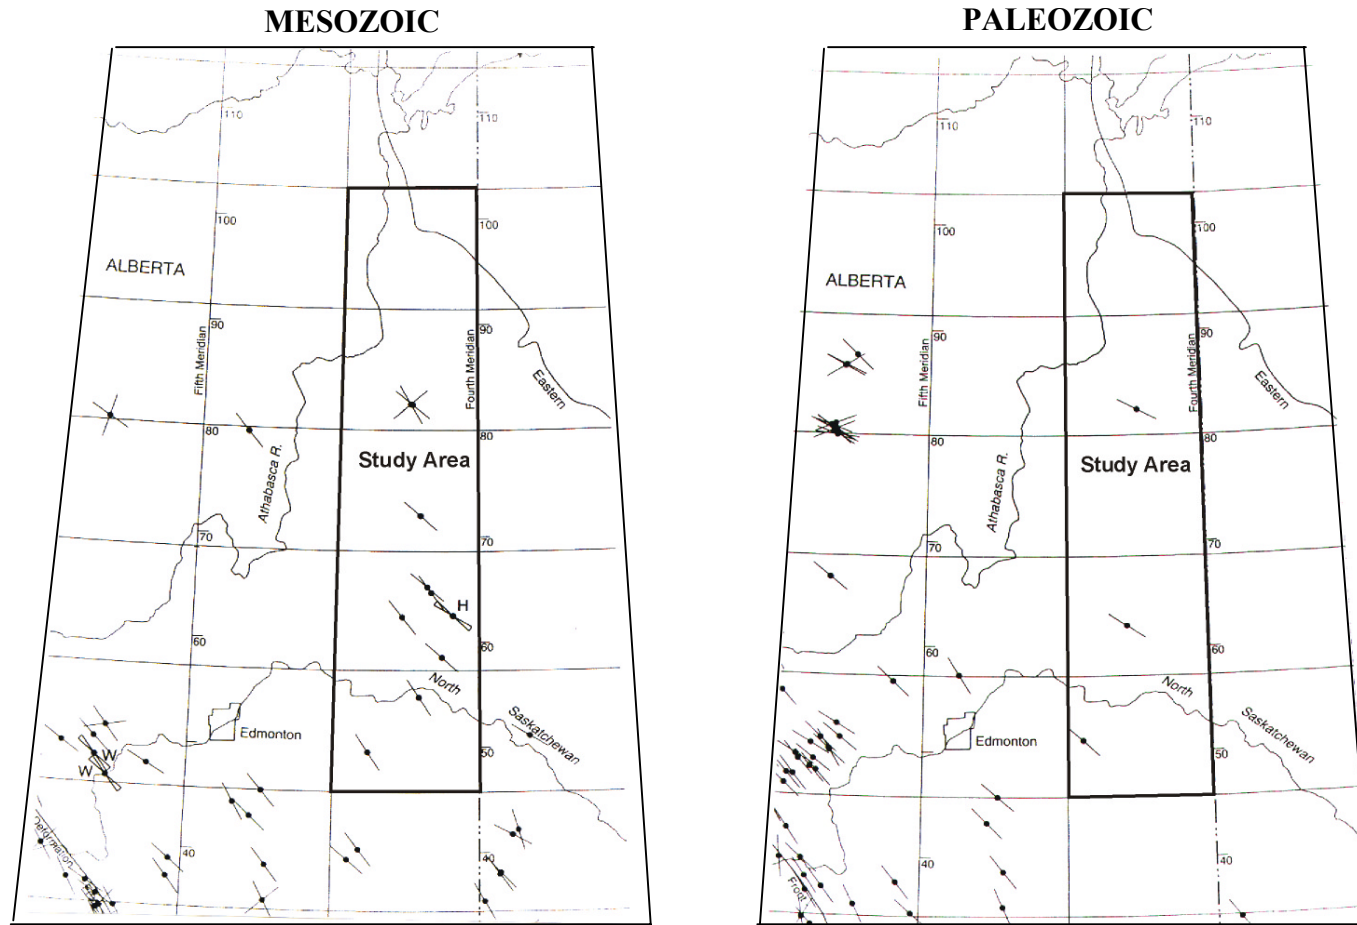 MESOZOIC
110
110
100
100
ALBERTA
90
90
Fifth Meridian
Fourth Meridian
Eastern
80
80
Athabasca R.
Study Area
70
70
H
60
60
North
Saskatchewan
Edmonton
W
W
50
Deformation
40
40
PALEOZOIC
110
110
100
100
ALBERTA
90
90
Fifth Meridian
Fourth Meridian
Eastern
80
80
Athabasca R.
Study Area
70
70
60
60
North
Saskatchewan
Edmonton
50
40
40
Front